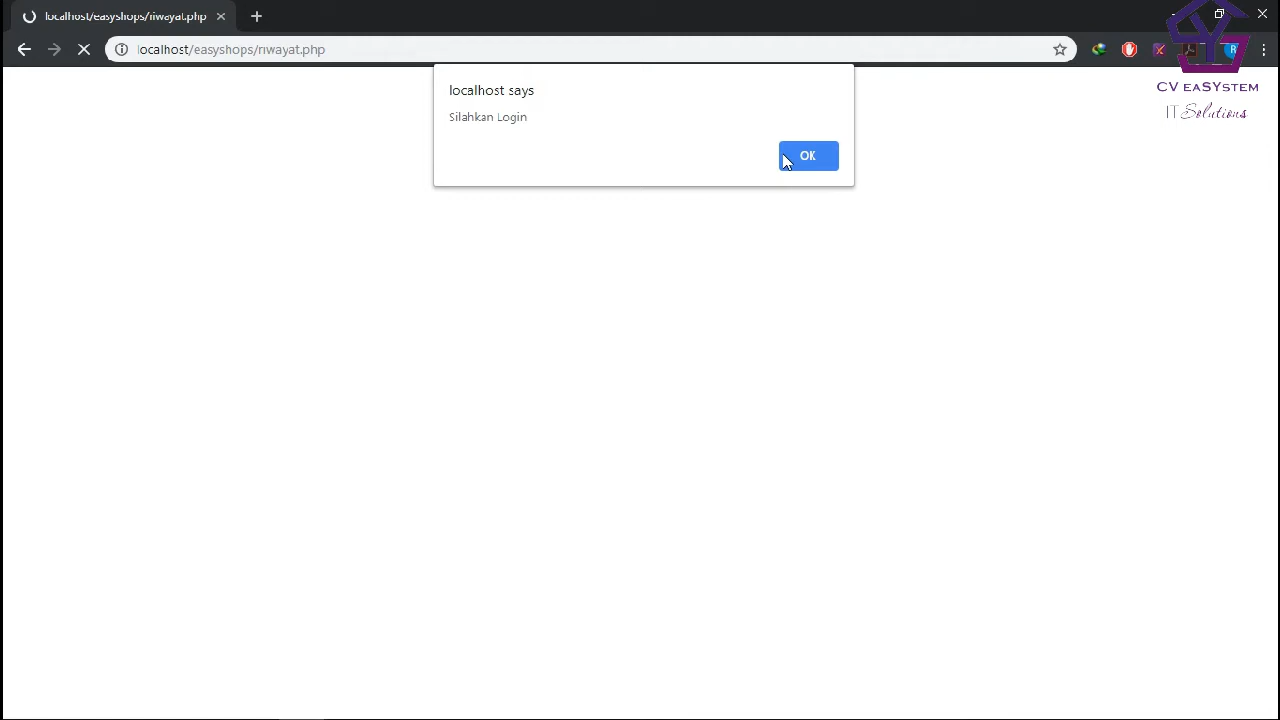 localhost/easyshops/riwayat.php
localhost/easyshops/riwayat.php
localhost says
Silahkan Login
OK
CV eaSYstem
IT Solutions